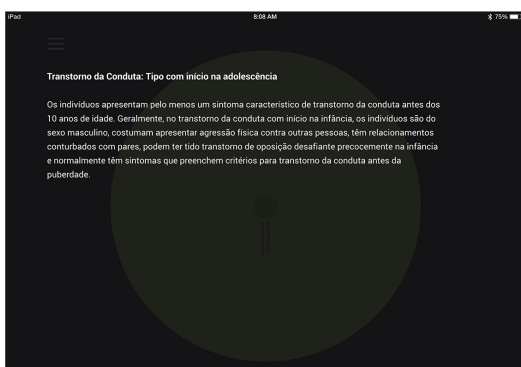 iPad
8:08 AM
75%
Transtorno da Conduta: Tipo com início na adolescência
Os indivíduos apresentam pelo menos um sintoma característico de transtorno da conduta antes dos
10 anos de idade. Geralmente, no transtorno da conduta com início na infância, os indivíduos são do
sexo masculino, costumam apresentar agressão física contra outras pessoas, têm relacionamentos
conturbados com pares, podem ter tido transtorno de oposição desafiante precocemente na infância
e normalmente têm sintomas que preenchem critérios para transtorno da conduta antes da
puberdade.